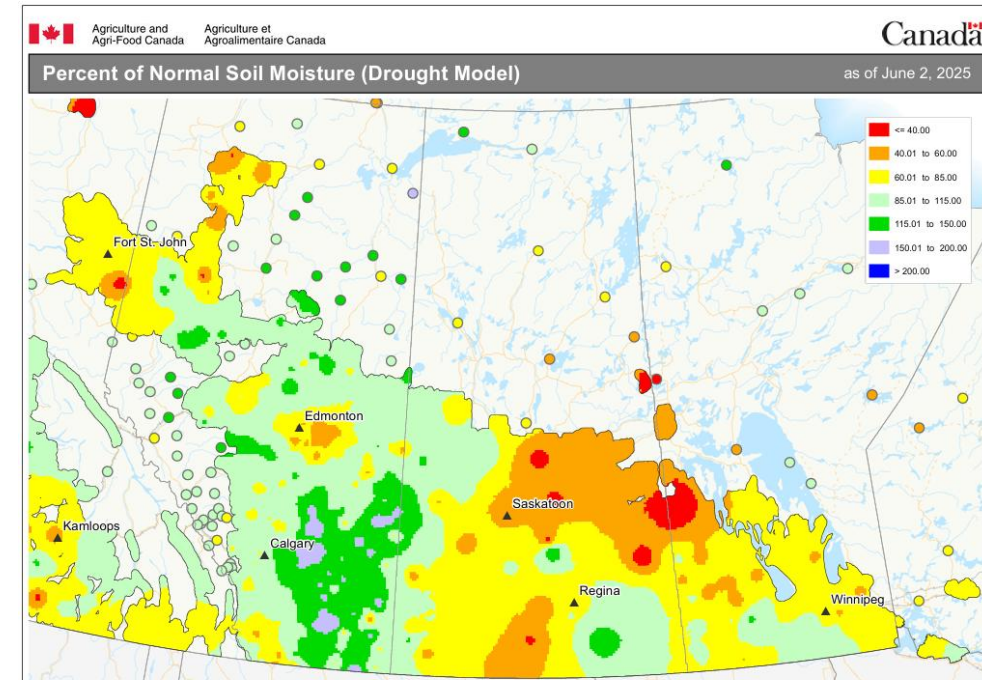 Agriculture and Agriculture et
Agri-Food Canada Agroalimentaire Canada
Canada
Percent of Normal Soil Moisture (Drought Model)
as of June 2, 2025
<= 40.00
40.01 to 60.00
60.01 to 85.00
85.01 to 115.00
115.01 to 150.00
150.01 to 200.00
> 200.00
Fort St. John
Edmonton
Saskatoon
Kamloops
Calgary
Regina
Winnipeg